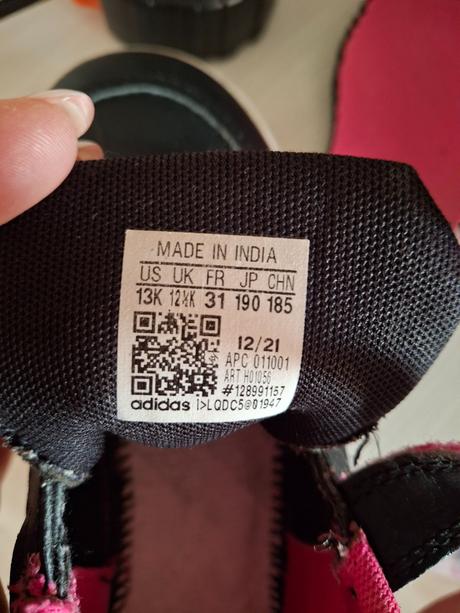 MADE IN INDIA
US UK FR JP CHN
13K 12½K 31 190 185
12/21
APC 011001
ART H01056
#128991157
adidas I>LQDC5@01947